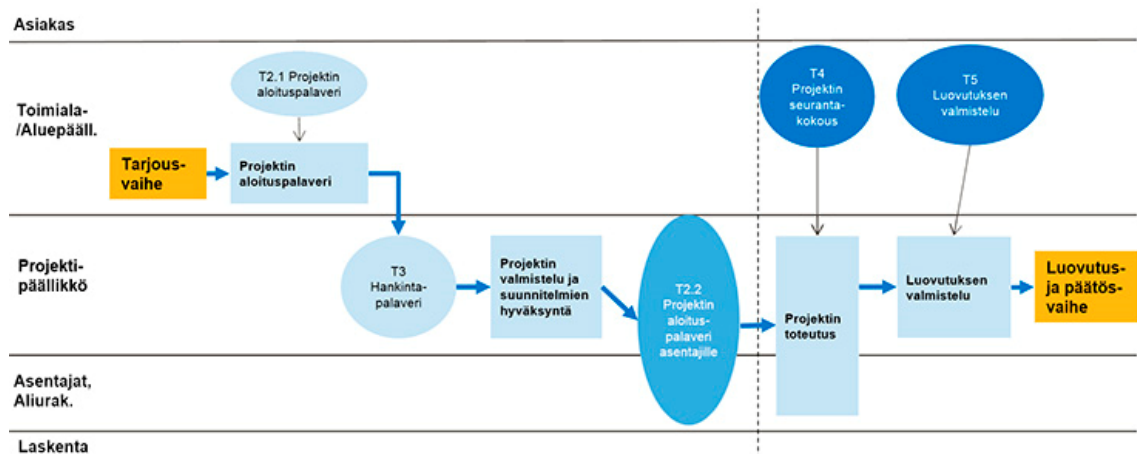 Asiakas
Toimiala-
/Aluepääll.
T2.1 Projektin
aloituspalaveri
Tarjous-
vaihe
Projektin
aloituspalaveri
T4
Projektin
seuranta-
kokous
T5
Luovutuksen
valmistelu
Projekti-
päällikkö
T3
Hankinta-
palaveri
Projektin
valmistelu ja
suunnitelmien
hyväksyntä
T2.2
Projektin
aloitus-
palaveri
asentajille
Projektin
toteutus
Luovutuksen
valmistelu
Luovutus-
ja päätös-
vaihe
Asentajat,
Aliurak.
Laskenta